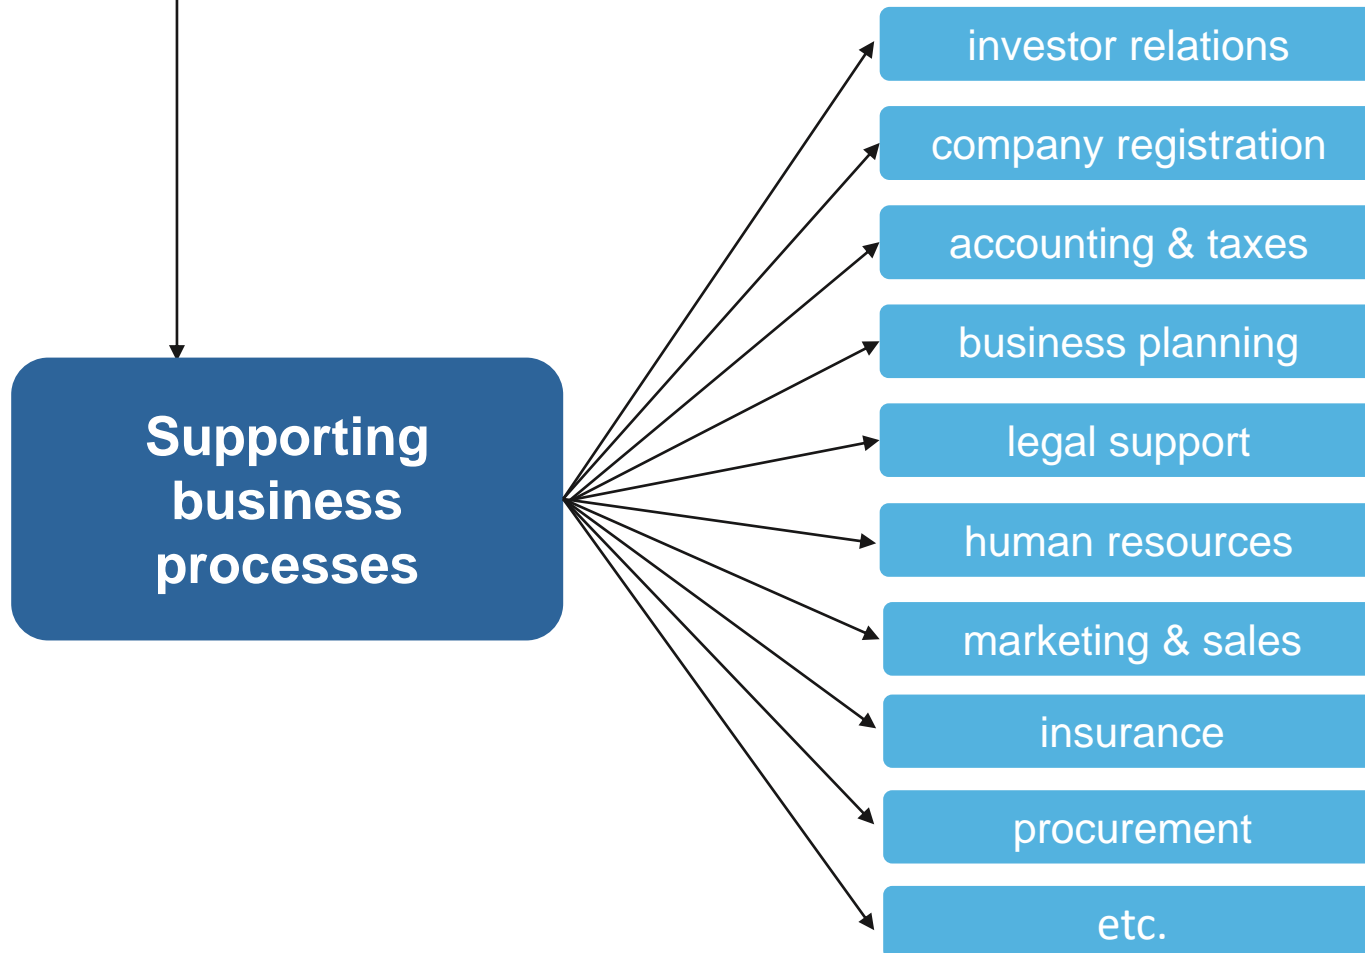 Supporting
business
processes
investor relations
company registration
accounting & taxes
business planning
legal support
human resources
marketing & sales
insurance
procurement
etc.